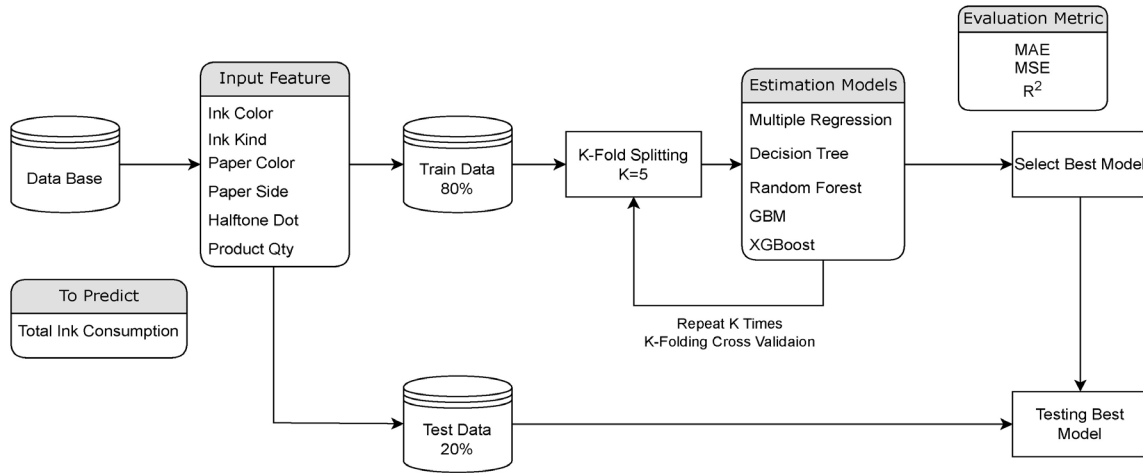 Evaluation Metric
MAE
MSE
R²
Input Feature
Ink Color
Ink Kind
Paper Color
Paper Side
Halftone Dot
Product Qty
Data Base
Train Data
80%
K-Fold Splitting
K=5
Estimation Models
Multiple Regression
Decision Tree
Random Forest
GBM
XGBoost
Select Best Model
To Predict
Total Ink Consumption
Repeat K Times
K-Folding Cross Validaion
Test Data
20%
Testing Best
Model